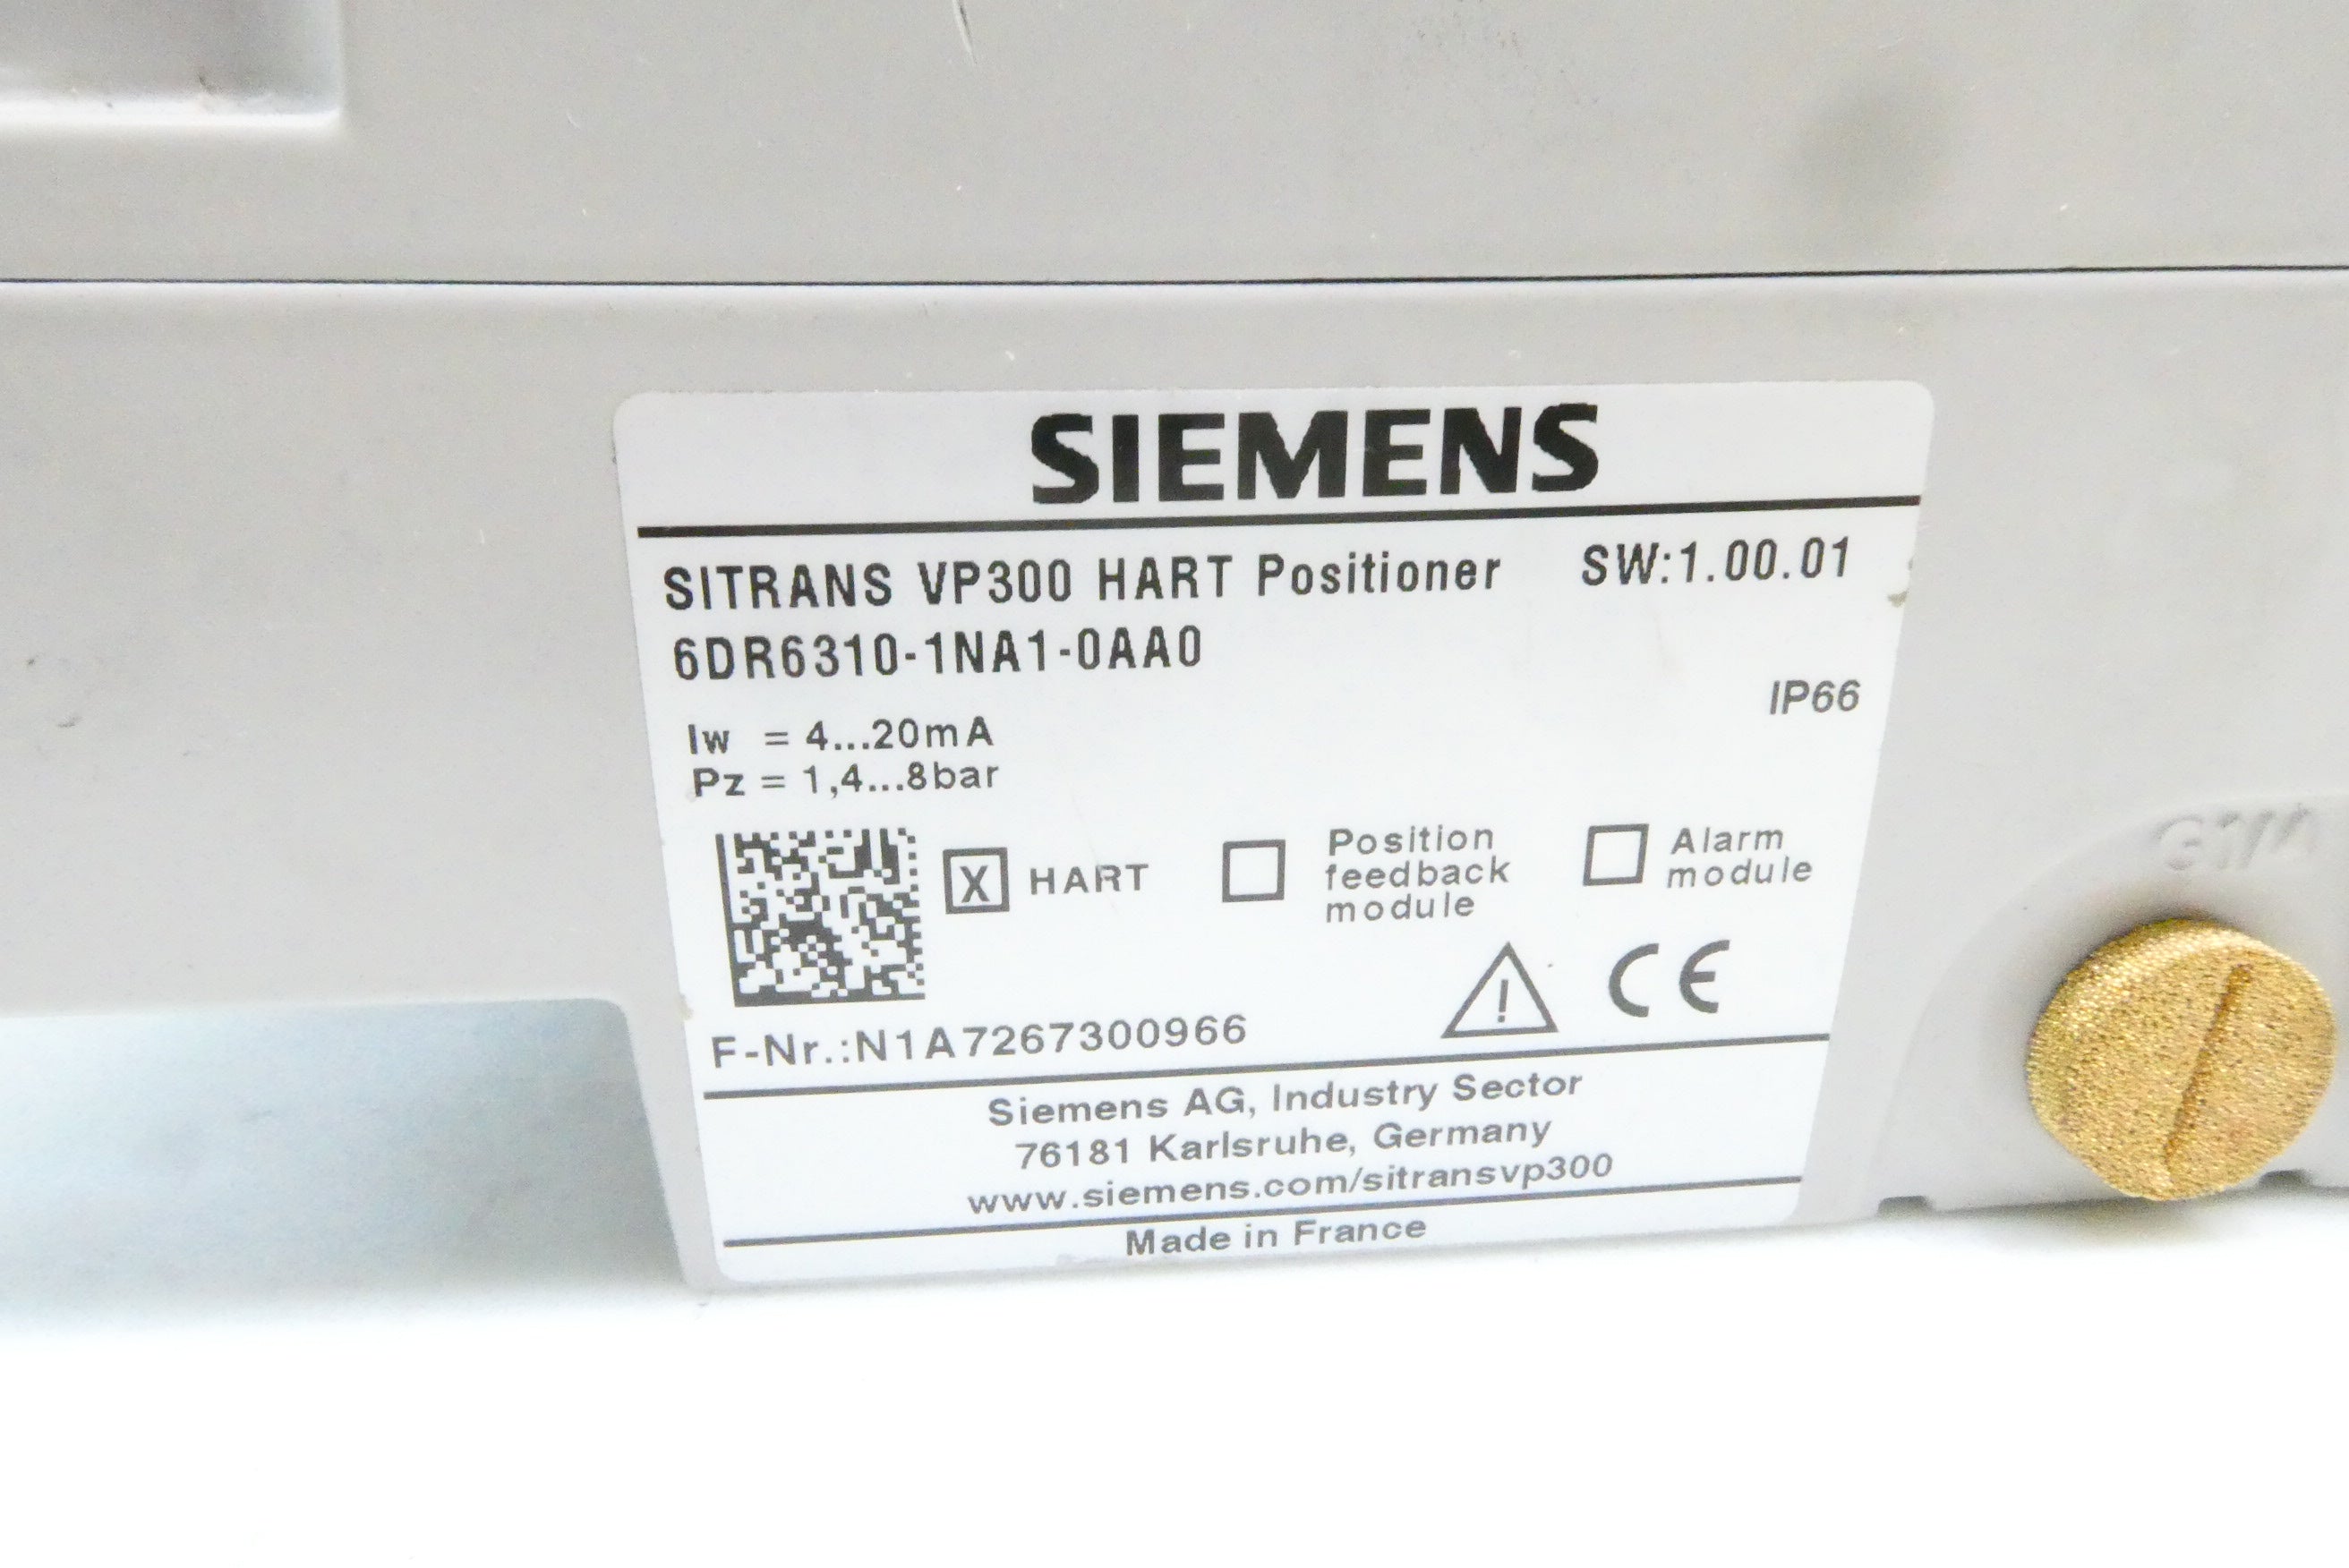 SIEMENS
SITRANS VP300 HART Positioner SW:1.00.01
6DR6310-1NA1-0AA0
IP66
Iw = 4...20mA
Pz = 1,4...8bar
X HART
Position
feedback
module
Alarm
module
! CE
F-Nr.:N1A7267300966
Siemens AG, Industry Sector
76181 Karlsruhe, Germany
www.siemens.com/sitransvp300
Made in France
G1/4